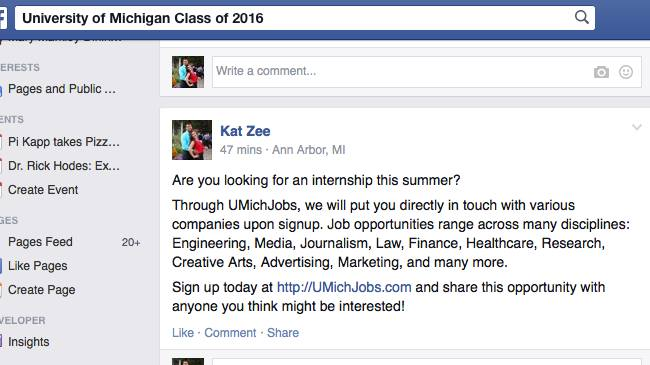 University of Michigan Class of 2016
ERESTS
Write a comment...
Pages and Public ...
ENTS
Kat Zee
Pi Kapp takes Pizz...
47 mins · Ann Arbor, MI
Dr. Rick Hodes: Ex...
Are you looking for an internship this summer?
Create Event
Through UMichJobs, we will put you directly in touch with various
GES
companies upon signup. Job opportunities range across many disciplines:
Pages Feed 20+
Engineering, Media, Journalism, Law, Finance, Healthcare, Research,
Like Pages
Creative Arts, Advertising, Marketing, and many more.
Create Page
Sign up today at http://UMichJobs.com and share this opportunity with
anyone you think might be interested!
VELOPER
Like · Comment · Share
Insights